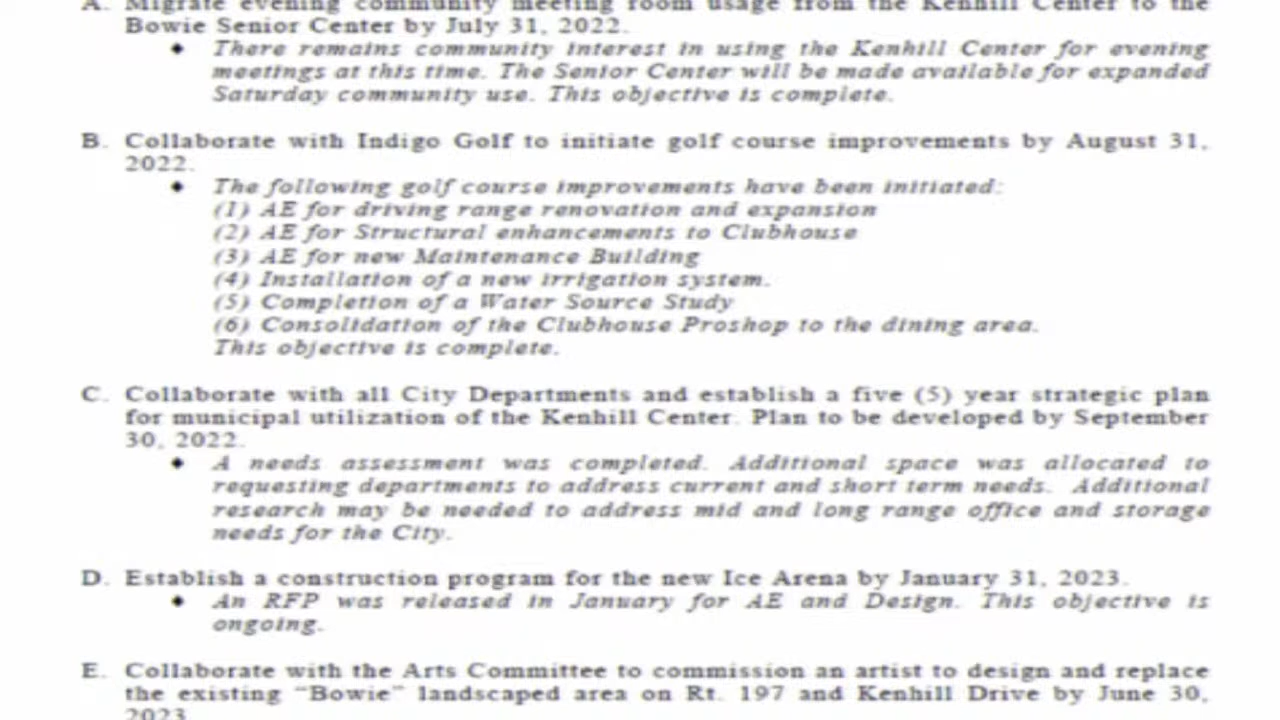 A. Migrate evening community meeting room usage from the Kenhill Center to the
Bowie Senior Center by July 31, 2022.
♦ There remains community interest in using the Kenhill Center for evening
meetings at this time. The Senior Center will be made available for expanded
Saturday community use. This objective is complete.
B. Collaborate with Indigo Golf to initiate golf course improvements by August 31,
2022.
♦ The following golf course improvements have been initiated:
(1) AE for driving range renovation and expansion
(2) AE for Structural enhancements to Clubhouse
(3) AE for new Maintenance Building
(4) Installation of a new irrigation system.
(5) Completion of a Water Source Study
(6) Consolidation of the Clubhouse Proshop to the dining area.
This objective is complete.
C. Collaborate with all City Departments and establish a five (5) year strategic plan
for municipal utilization of the Kenhill Center. Plan to be developed by September
30, 2022.
♦ A needs assessment was completed. Additional space was allocated to
requesting departments to address current and short term needs. Additional
research may be needed to address mid and long range office and storage
needs for the City.
D. Establish a construction program for the new Ice Arena by January 31, 2023.
♦ An RFP was released in January for AE and Design. This objective is
ongoing.
E. Collaborate with the Arts Committee to commission an artist to design and replace
the existing “Bowie” landscaped area on Rt. 197 and Kenhill Drive by June 30,
2023